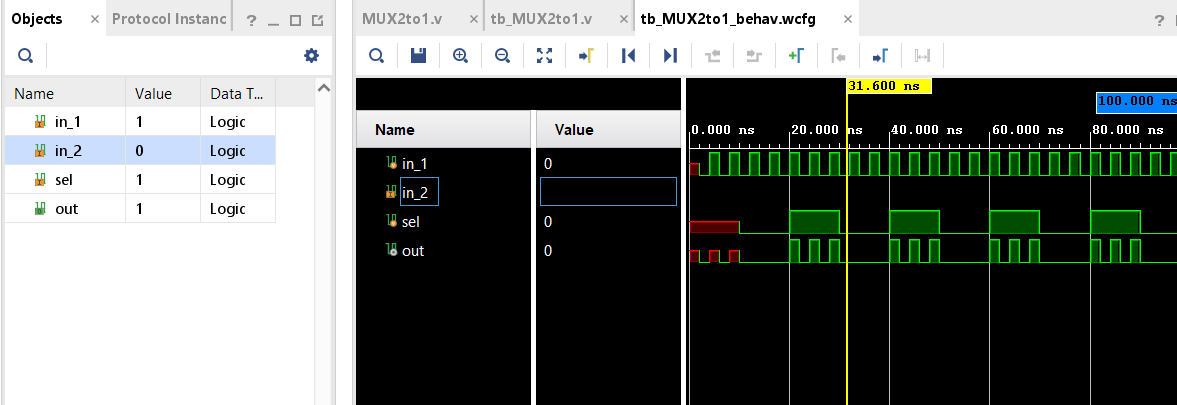 Objects × Protocol Instanc ? _ □
MUX2to1.v × tb_MUX2to1.v × tb_MUX2to1_behav.wcfg × ?
Name Value Data T...
in_1 1 Logic
in_2 0 Logic
sel 1 Logic
out 1 Logic
31.600 ns
100.000 ns
Name Value
0.000 ns 20.000 ns 40.000 ns 60.000 ns 80.000 ns
in_1 0
in_2
sel 0
out 0